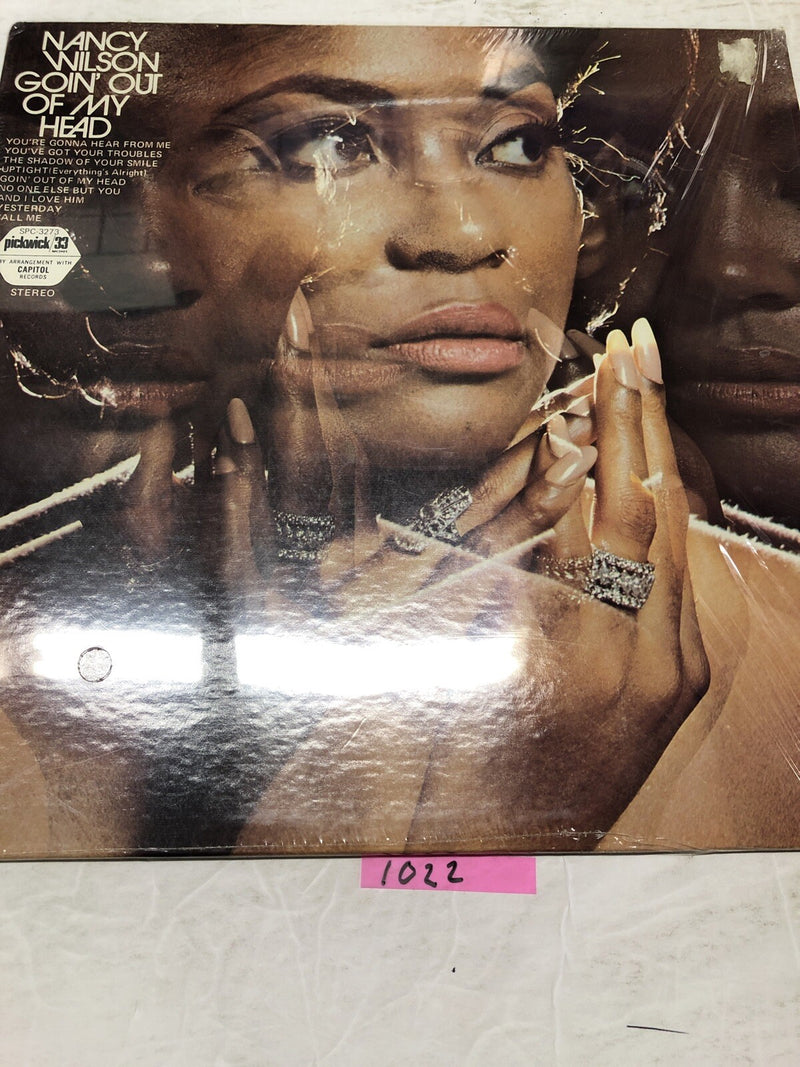 NANCY
WILSON
GOIN' OUT
OF MY
HEAD
YOU'RE GONNA HEAR FROM ME
YOU'VE GOT YOUR TROUBLES
THE SHADOW OF YOUR SMILE
UPTIGHT (Everything's Alright)
GOIN' OUT OF MY HEAD
NO ONE ELSE BUT YOU
AND I LOVE HIM
YESTERDAY
CALL ME
SPC-3273
pickwick/33
BY ARRANGEMENT WITH
CAPITOL
RECORDS
STEREO
1022